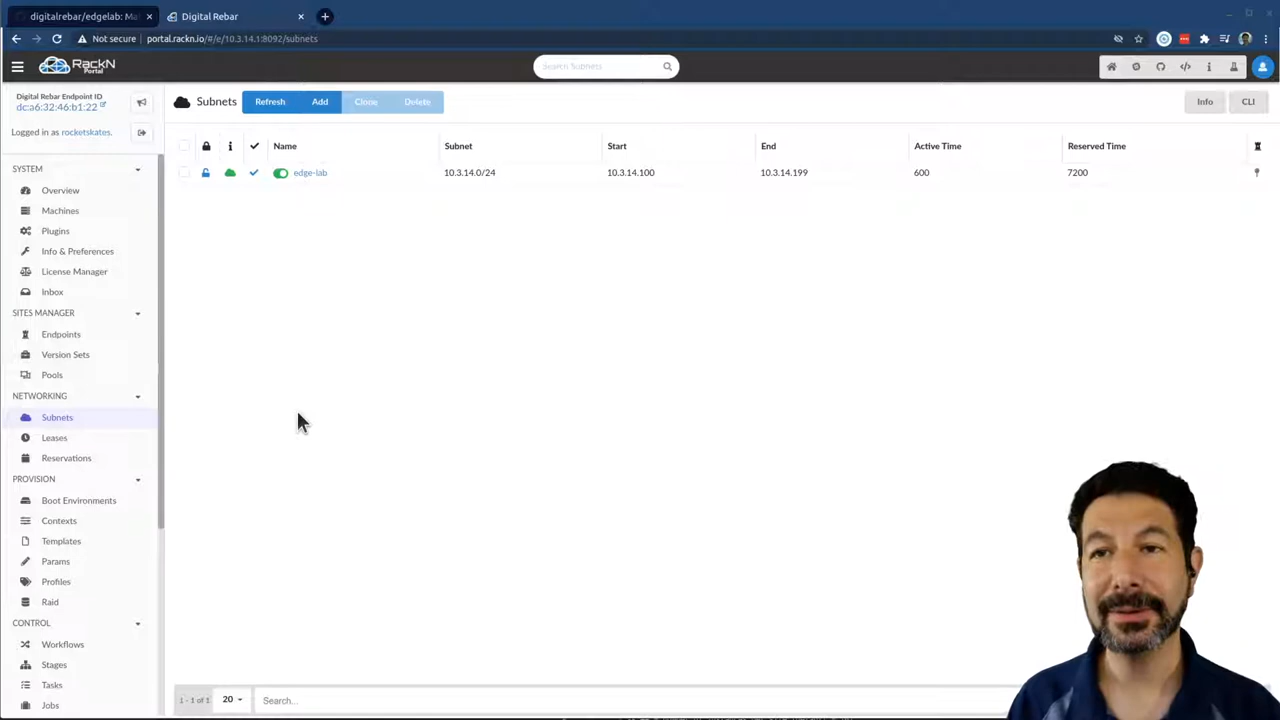 digitalrebar/edgelab: Ma
Digital Rebar
Not secure
portal.rackn.io/#/e/10.3.14.1:8092/subnets
RackN
Portal
Search Subnets
Digital Rebar Endpoint ID
dc:a6:32:46:b1:22
Logged in as rocketskates.
Subnets
Refresh
Add
Clone
Delete
Info
CLI
Name
Subnet
Start
End
Active Time
Reserved Time
edge-lab
10.3.14.0/24
10.3.14.100
10.3.14.199
600
7200
SYSTEM
Overview
Machines
Plugins
Info & Preferences
License Manager
Inbox
SITES MANAGER
Endpoints
Version Sets
Pools
NETWORKING
Subnets
Leases
Reservations
PROVISION
Boot Environments
Contexts
Templates
Params
Profiles
Raid
CONTROL
Workflows
Stages
Tasks
Jobs
1 - 1 of 1
20
Search...